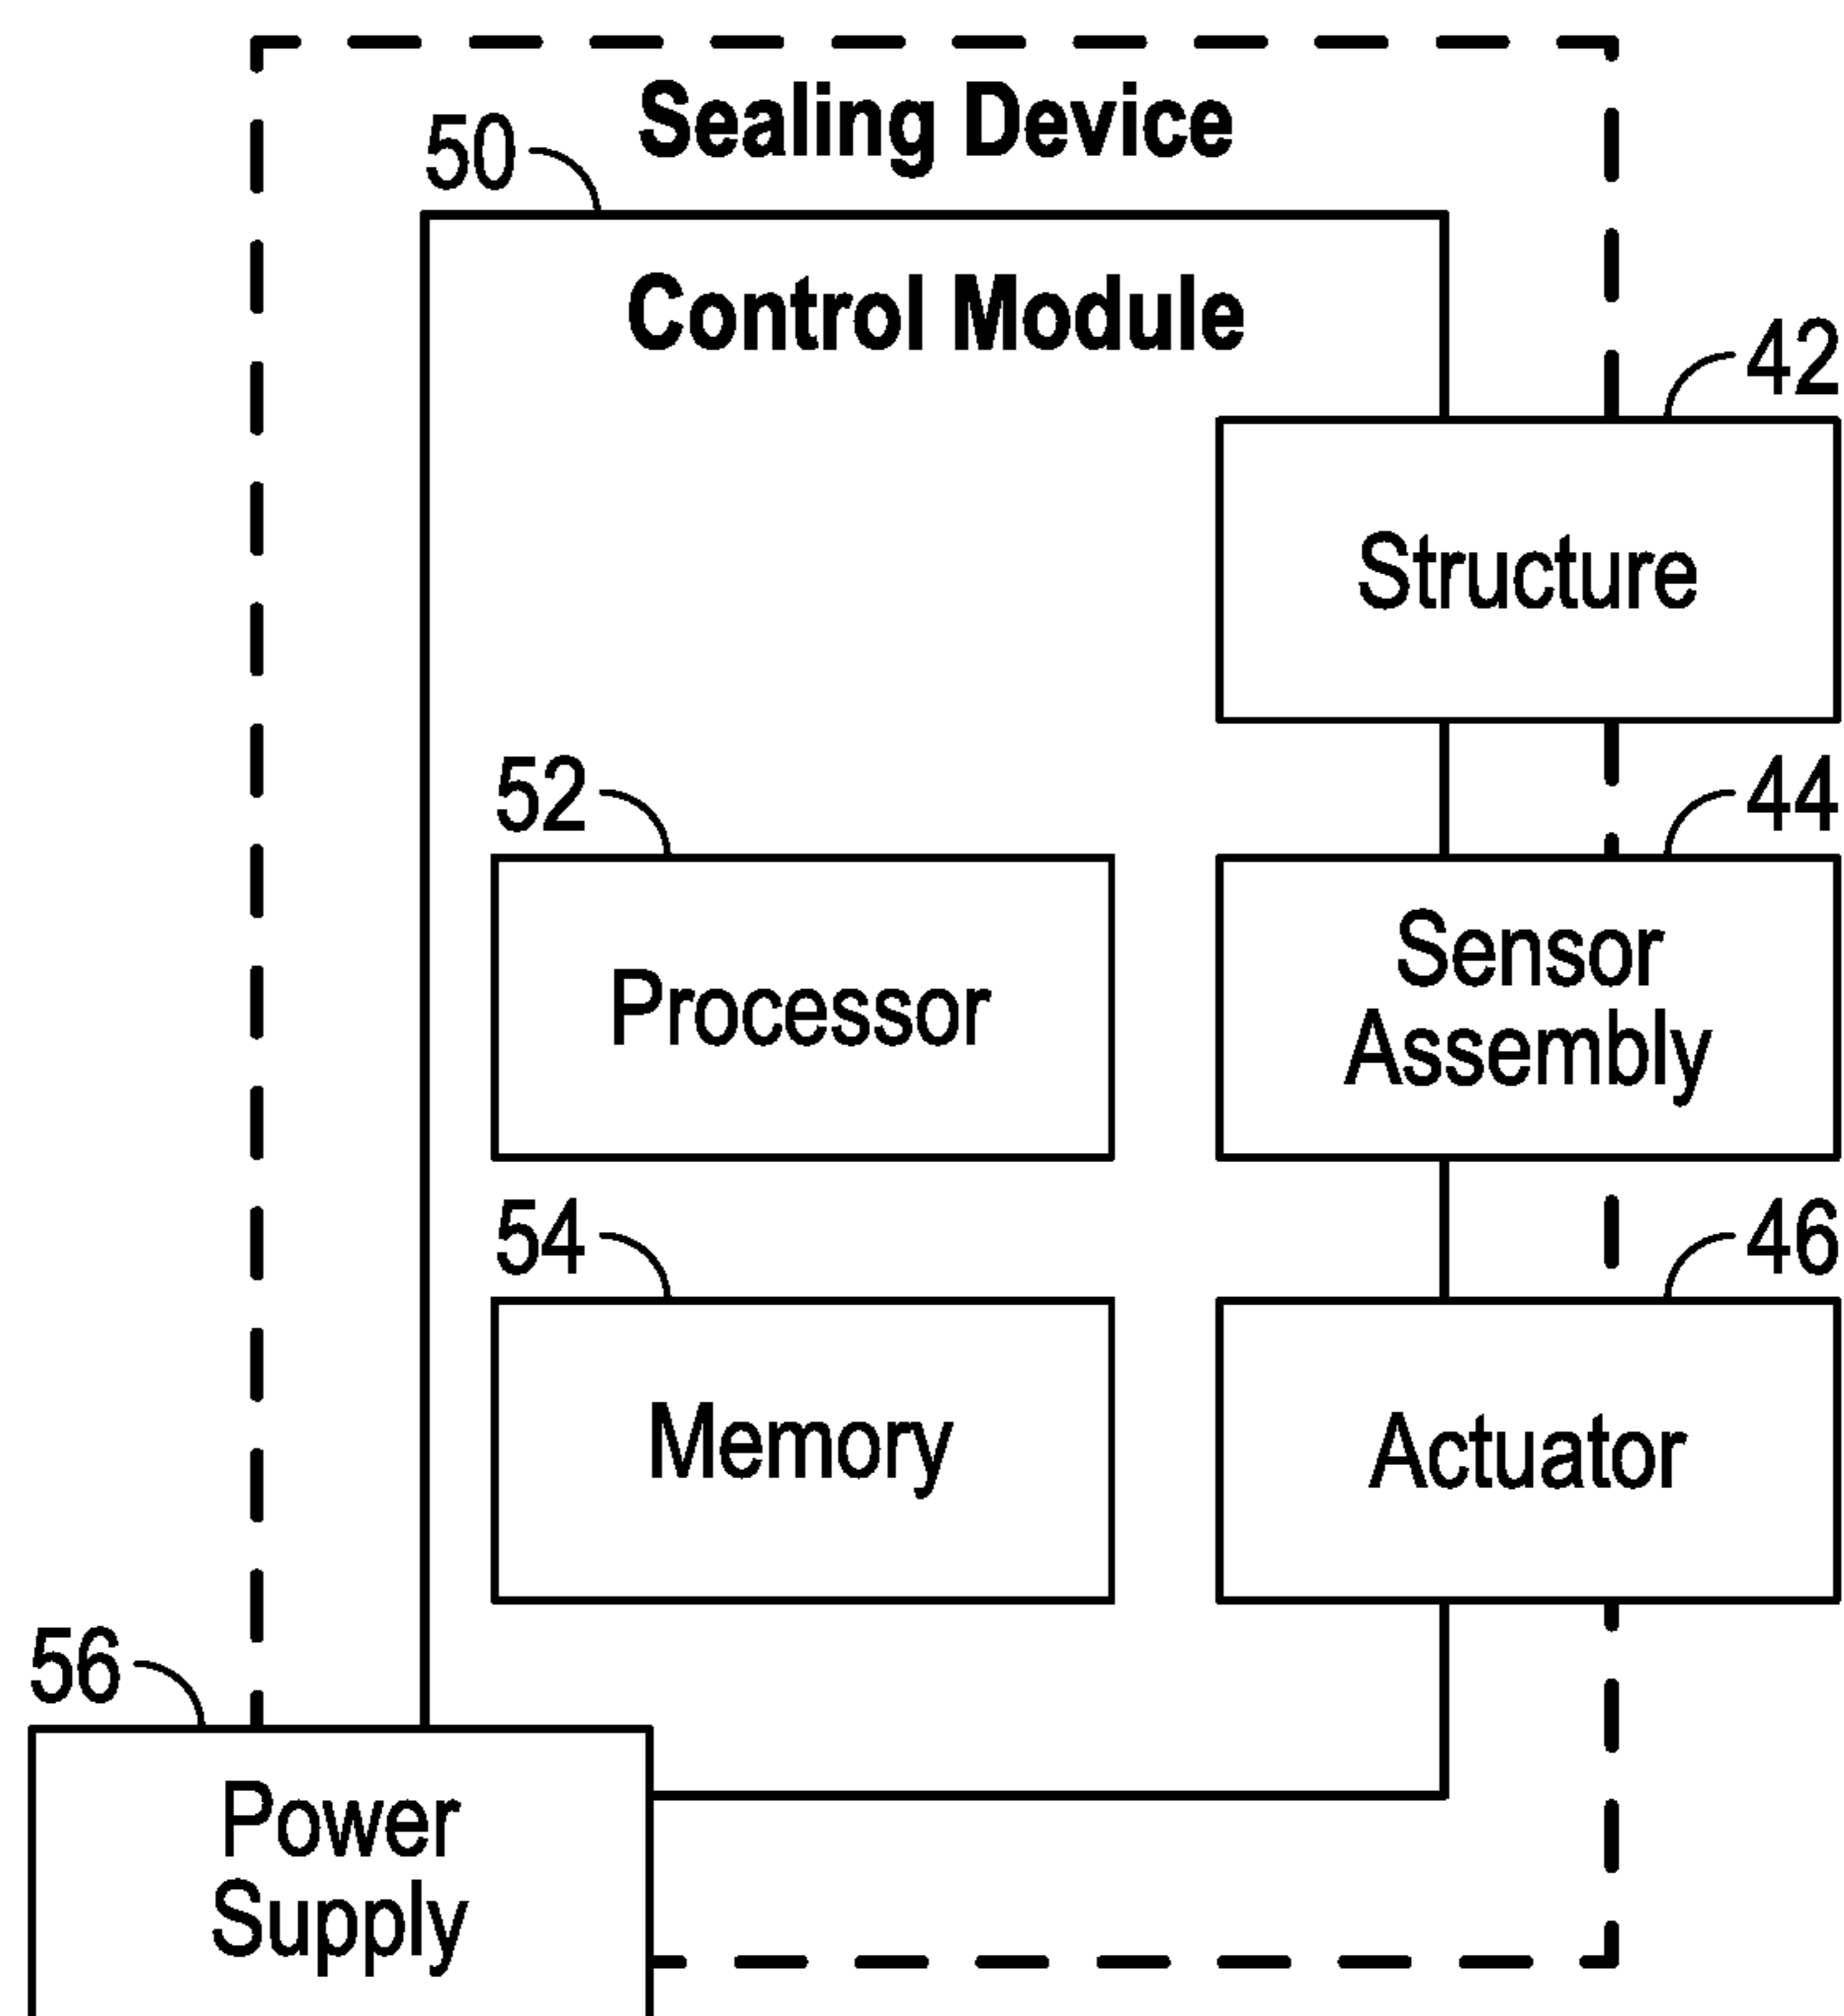 Sealing Device
50
Control Module
42
Structure
52
44
Processor
Sensor
Assembly
54
46
Memory
Actuator
56
Power
Supply